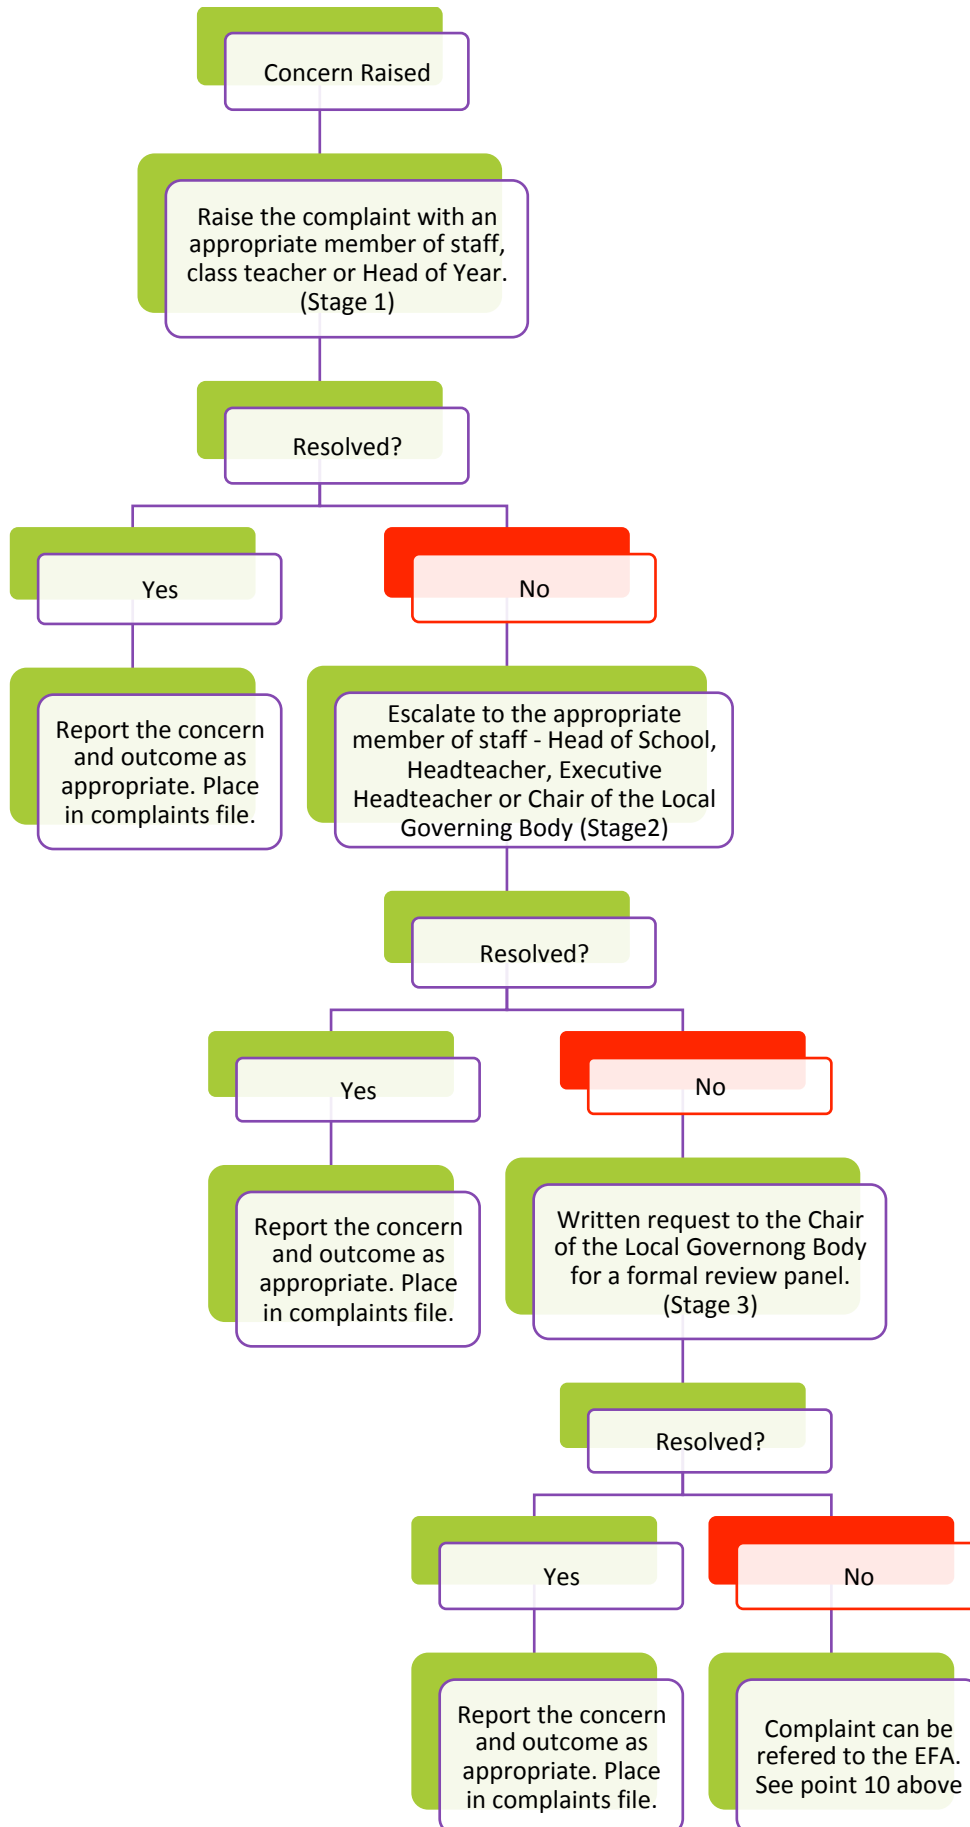 Concern Raised
Raise the complaint with an
appropriate member of staff,
class teacher or Head of Year.
(Stage 1)
Resolved?
Yes
No
Report the concern
and outcome as
appropriate. Place
in complaints file.
Escalate to the appropriate
member of staff - Head of School,
Headteacher, Executive
Headteacher or Chair of the Local
Governing Body (Stage2)
Resolved?
Yes
No
Report the concern
and outcome as
appropriate. Place
in complaints file.
Written request to the Chair
of the Local Governong Body
for a formal review panel.
(Stage 3)
Resolved?
Yes
No
Report the concern
and outcome as
appropriate. Place
in complaints file.
Complaint can be
refered to the EFA.
See point 10 above